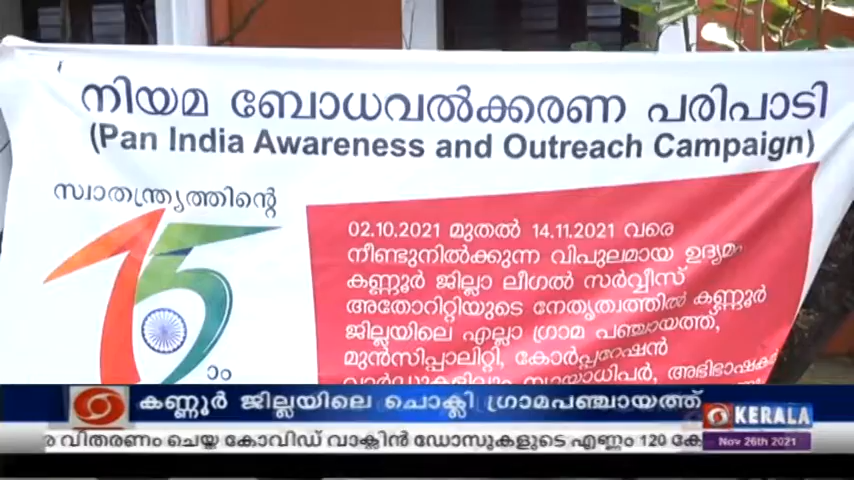 നിയമ ബോധവൽക്കരണ പരിപാടി
(Pan India Awareness and Outreach Campaign)
സ്വാതന്ത്ര്യത്തിന്റെ
75
ാം
02.10.2021 മുതൽ 14.11.2021 വരെ
നീണ്ടുനിൽക്കുന്ന വിപുലമായ
കണ്ണൂർ ജില്ലാ ലീഗൽ സർവ്വീസ്
അതോറിറ്റിയുടെ നേതൃത്വത്തിൽ കണ്ണൂർ
ജില്ലയിലെ എല്ലാ ഗ്രാമ പഞ്ചായത്ത്,
മുൻസിപ്പാലിറ്റി, കോർപ്പറേഷൻ
കണ്ണൂർ ജില്ലയിലെ ചൊക്ലി ഗ്രാമപഞ്ചായത്ത്
KERALA
വിതരണം ചെയ്ത കോവിഡ് വാക്സിൻ ഡോസുകളുടെ എണ്ണം 120 കോ
Nov 26th 2021